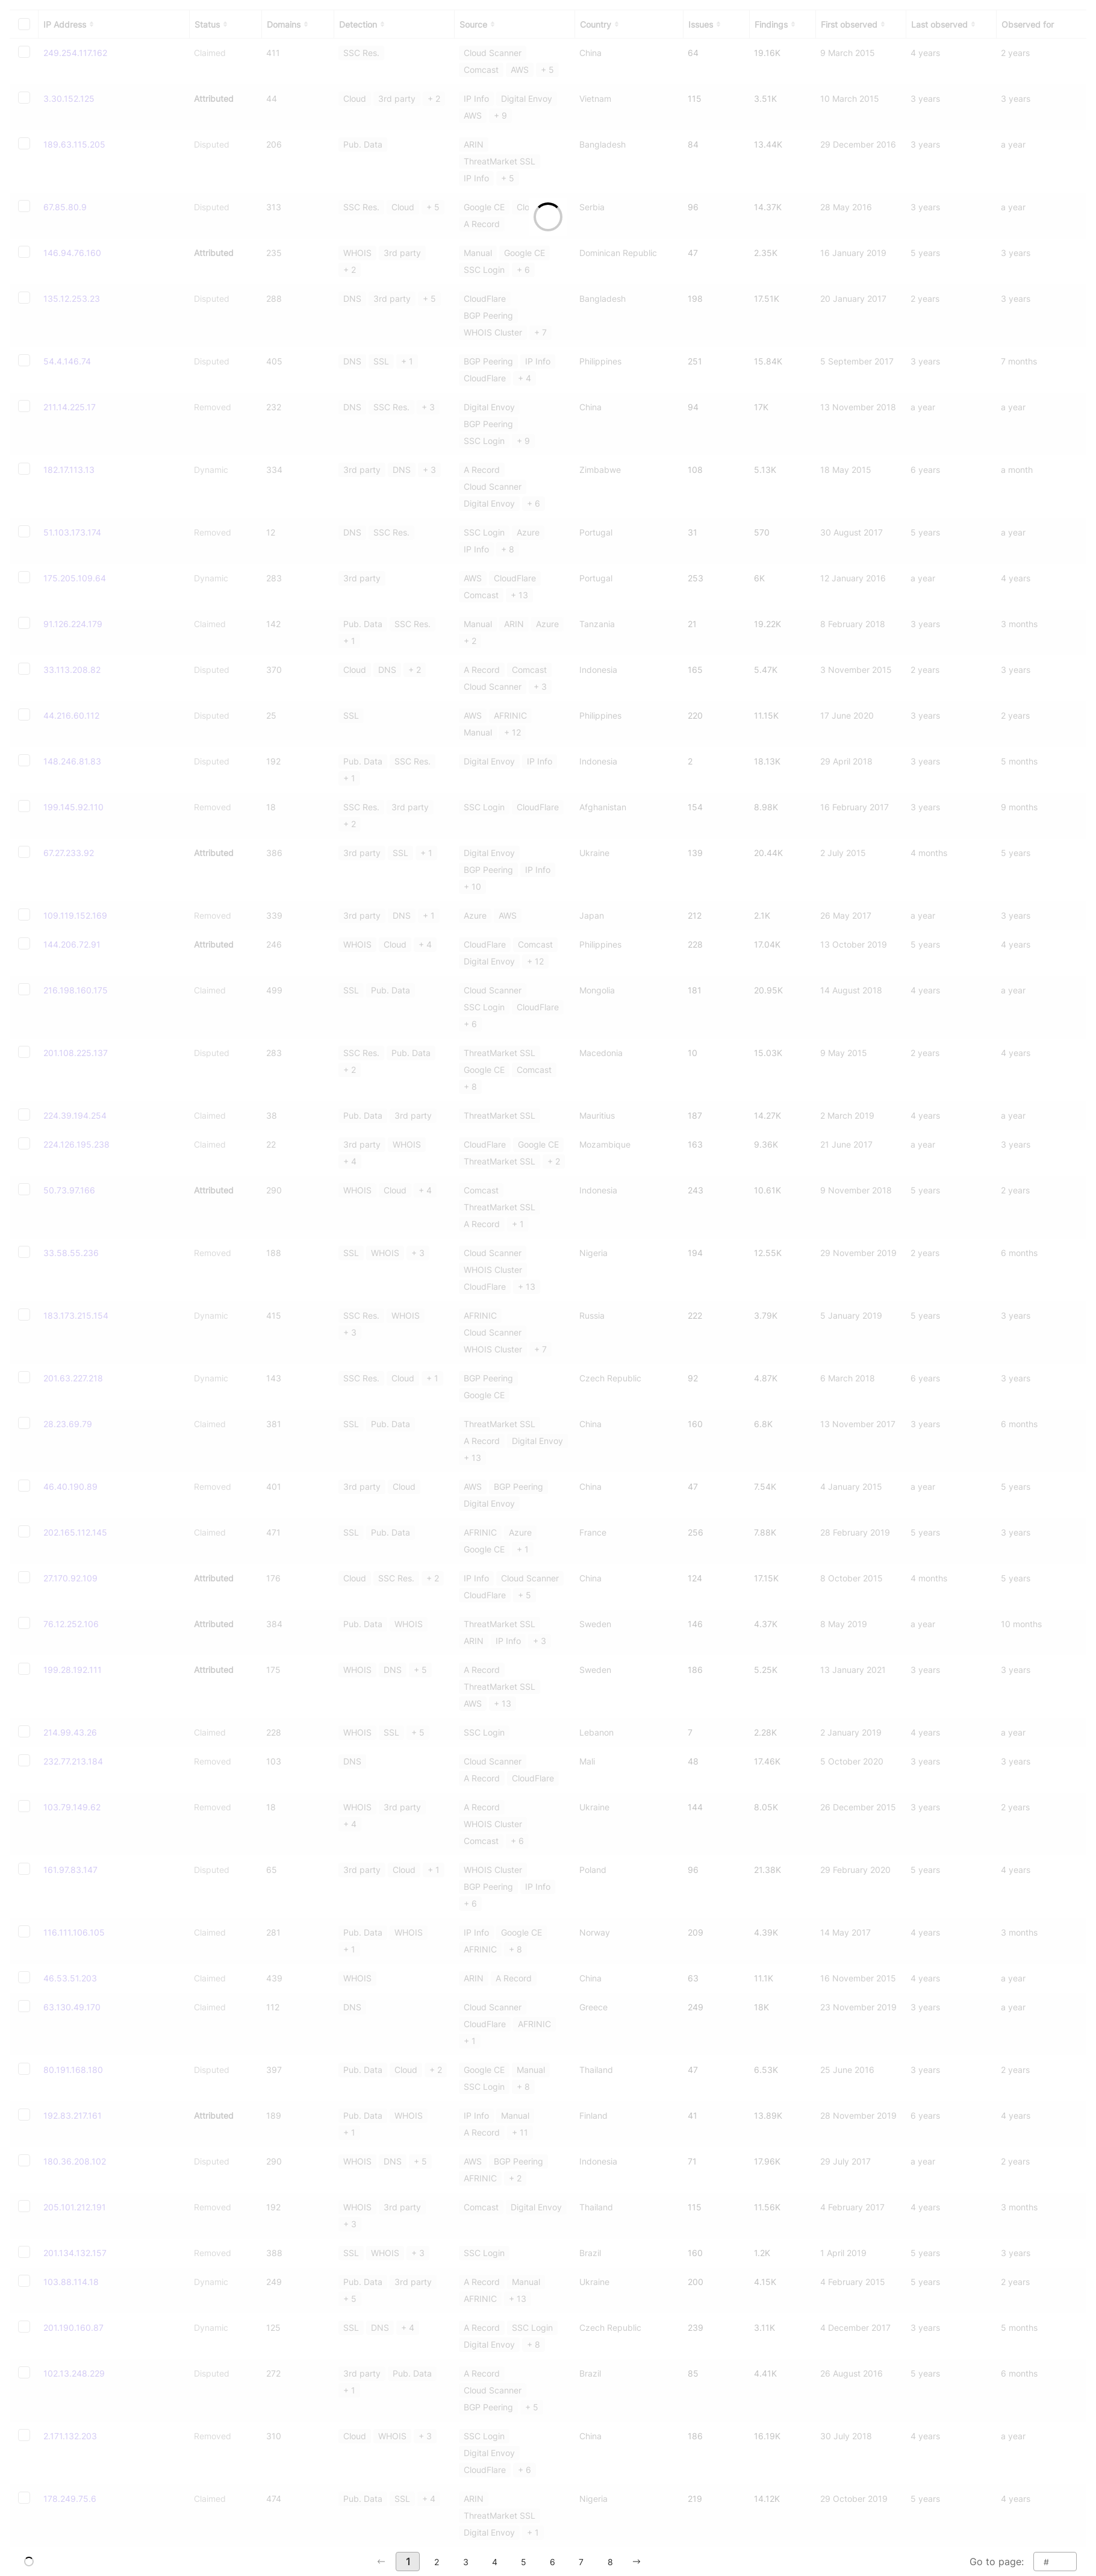 IP Address Status Domains Detection Source Country Issues Findings First observed Last observed Observed for
249.254.117.162 Claimed 411 SSC Res. Cloud Scanner China 64 19.16K 9 March 2015 4 years 2 years
Comcast AWS + 5
3.30.152.125 Attributed 44 Cloud 3rd party + 2 IP Info Digital Envoy Vietnam 115 3.51K 10 March 2015 3 years 3 years
AWS + 9
189.63.115.205 Disputed 206 Pub. Data ARIN Bangladesh 84 13.44K 29 December 2016 3 years a year
ThreatMarket SSL
IP Info + 5
67.85.80.9 Disputed 313 SSC Res. Cloud + 5 Google CE Clo Serbia 96 14.37K 28 May 2016 3 years a year
A Record
146.94.76.160 Attributed 235 WHOIS 3rd party Manual Google CE Dominican Republic 47 2.35K 16 January 2019 5 years 3 years
+ 2 SSC Login + 6
135.12.253.23 Disputed 288 DNS 3rd party + 5 CloudFlare Bangladesh 198 17.51K 20 January 2017 2 years 3 years
BGP Peering
WHOIS Cluster + 7
54.4.146.74 Disputed 405 DNS SSL + 1 BGP Peering IP Info Philippines 251 15.84K 5 September 2017 3 years 7 months
CloudFlare + 4
211.14.225.17 Removed 232 DNS SSC Res. + 3 Digital Envoy China 94 17K 13 November 2018 a year a year
BGP Peering
SSC Login + 9
182.17.113.13 Dynamic 334 3rd party DNS + 3 A Record Zimbabwe 108 5.13K 18 May 2015 6 years a month
Cloud Scanner
Digital Envoy + 6
51.103.173.174 Removed 12 DNS SSC Res. SSC Login Azure Portugal 31 570 30 August 2017 5 years a year
IP Info + 8
175.205.109.64 Dynamic 283 3rd party AWS CloudFlare Portugal 253 6K 12 January 2016 a year 4 years
Comcast + 13
91.126.224.179 Claimed 142 Pub. Data SSC Res. Manual ARIN Azure Tanzania 21 19.22K 8 February 2018 3 years 3 months
+ 1 + 2
33.113.208.82 Disputed 370 Cloud DNS + 2 A Record Comcast Indonesia 165 5.47K 3 November 2015 2 years 3 years
Cloud Scanner + 3
44.216.60.112 Disputed 25 SSL AWS AFRINIC Philippines 220 11.15K 17 June 2020 3 years 2 years
Manual + 12
148.246.81.83 Disputed 192 Pub. Data SSC Res. Digital Envoy IP Info Indonesia 2 18.13K 29 April 2018 3 years 5 months
+ 1
199.145.92.110 Removed 18 SSC Res. 3rd party SSC Login CloudFlare Afghanistan 154 8.98K 16 February 2017 3 years 9 months
+ 2
67.27.233.92 Attributed 386 3rd party SSL + 1 Digital Envoy Ukraine 139 20.44K 2 July 2015 4 months 5 years
BGP Peering IP Info
+ 10
109.119.152.169 Removed 339 3rd party DNS + 1 Azure AWS Japan 212 2.1K 26 May 2017 a year 3 years
144.206.72.91 Attributed 246 WHOIS Cloud + 4 CloudFlare Comcast Philippines 228 17.04K 13 October 2019 5 years 4 years
Digital Envoy + 12
216.198.160.175 Claimed 499 SSL Pub. Data Cloud Scanner Mongolia 181 20.95K 14 August 2018 4 years a year
SSC Login CloudFlare
+ 6
201.108.225.137 Disputed 283 SSC Res. Pub. Data ThreatMarket SSL Macedonia 10 15.03K 9 May 2015 2 years 4 years
+ 2 Google CE Comcast
+ 8
224.39.194.254 Claimed 38 Pub. Data 3rd party ThreatMarket SSL Mauritius 187 14.27K 2 March 2019 4 years a year
224.126.195.238 Claimed 22 3rd party WHOIS CloudFlare Google CE Mozambique 163 9.36K 21 June 2017 a year 3 years
+ 4 ThreatMarket SSL + 2
50.73.97.166 Attributed 290 WHOIS Cloud + 4 Comcast Indonesia 243 10.61K 9 November 2018 5 years 2 years
ThreatMarket SSL
A Record + 1
33.58.55.236 Removed 188 SSL WHOIS + 3 Cloud Scanner Nigeria 194 12.55K 29 November 2019 2 years 6 months
WHOIS Cluster
CloudFlare + 13
163.173.215.154 Dynamic 415 SSC Res. WHOIS AFRINIC Russia 222 3.79K 5 January 2019 5 years 3 years
+ 3 Cloud Scanner
WHOIS Cluster + 7
201.63.227.218 Dynamic 143 SSC Res. Cloud + 1 BGP Peering Czech Republic 92 4.87K 6 March 2018 6 years 3 years
Google CE
28.23.69.79 Claimed 381 SSL Pub. Data ThreatMarket SSL China 160 6.8K 13 November 2017 3 years 6 months
A Record Digital Envoy
+ 13
46.40.190.89 Removed 401 3rd party Cloud AWS BGP Peering China 47 7.54K 4 January 2015 a year 5 years
Digital Envoy
202.165.112.145 Claimed 471 SSL Pub. Data AFRINIC Azure France 256 7.88K 28 February 2019 5 years 3 years
Google CE + 1
27.170.92.109 Attributed 176 Cloud SSC Res. + 2 IP Info Cloud Scanner China 124 17.15K 8 October 2015 4 months 5 years
CloudFlare + 5
76.12.252.106 Attributed 384 Pub. Data WHOIS ThreatMarket SSL Sweden 146 4.37K 8 May 2019 a year 10 months
ARIN IP Info + 3
199.28.192.111 Attributed 175 WHOIS DNS + 5 A Record Sweden 186 5.25K 13 January 2021 3 years 3 years
ThreatMarket SSL
AWS + 13
214.99.43.26 Claimed 228 WHOIS SSL + 5 SSC Login Lebanon 7 2.28K 2 January 2019 4 years a year
232.77.213.184 Removed 103 DNS Cloud Scanner Mali 48 17.46K 5 October 2020 3 years 3 years
A Record CloudFlare
103.79.149.62 Removed 18 WHOIS 3rd party A Record Ukraine 144 8.05K 26 December 2015 3 years 2 years
+ 4 WHOIS Cluster
Comcast + 6
161.97.83.147 Disputed 65 3rd party Cloud + 1 WHOIS Cluster Poland 96 21.38K 29 February 2020 5 years 4 years
BGP Peering IP Info
+ 6
116.111.106.105 Claimed 281 Pub. Data WHOIS IP Info Google CE Norway 209 4.39K 14 May 2017 4 years 3 months
+ 1 AFRINIC + 8
46.53.51.203 Claimed 439 WHOIS ARIN A Record China 63 11.1K 16 November 2015 4 years a year
63.130.49.170 Claimed 112 DNS Cloud Scanner Greece 249 18K 23 November 2019 3 years a year
CloudFlare AFRINIC
+ 1
80.191.168.180 Disputed 397 Pub. Data Cloud + 2 Google CE Manual Thailand 47 6.53K 25 June 2016 3 years 2 years
SSC Login + 8
192.83.217.161 Attributed 189 Pub. Data WHOIS IP Info Manual Finland 41 13.89K 28 November 2019 6 years 4 years
+ 1 A Record + 11
180.36.208.102 Disputed 290 WHOIS DNS + 5 AWS BGP Peering Indonesia 71 17.96K 29 July 2017 a year 2 years
AFRINIC + 2
205.101.212.191 Removed 192 WHOIS 3rd party Comcast Digital Envoy Thailand 115 11.56K 4 February 2017 4 years 3 months
+ 3
201.134.132.157 Removed 388 SSL WHOIS + 3 SSC Login Brazil 160 1.2K 1 April 2019 5 years 3 years
103.88.114.18 Dynamic 249 Pub. Data 3rd party A Record Manual Ukraine 200 4.15K 4 February 2015 5 years 2 years
+ 5 AFRINIC + 13
201.190.160.87 Dynamic 125 SSL DNS + 4 A Record SSC Login Czech Republic 239 3.11K 4 December 2017 3 years 5 months
Digital Envoy + 8
102.13.248.229 Disputed 272 3rd party Pub. Data A Record Brazil 85 4.41K 26 August 2016 5 years 6 months
+ 1 Cloud Scanner
BGP Peering + 5
2.171.132.203 Removed 310 Cloud WHOIS + 3 SSC Login China 186 16.19K 30 July 2018 4 years a year
Digital Envoy
CloudFlare + 6
178.249.75.6 Claimed 474 Pub. Data SSL + 4 ARIN Nigeria 219 14.12K 29 October 2019 5 years 4 years
ThreatMarket SSL
Digital Envoy + 1
← 1 2 3 4 5 6 7 8 → Go to page: #